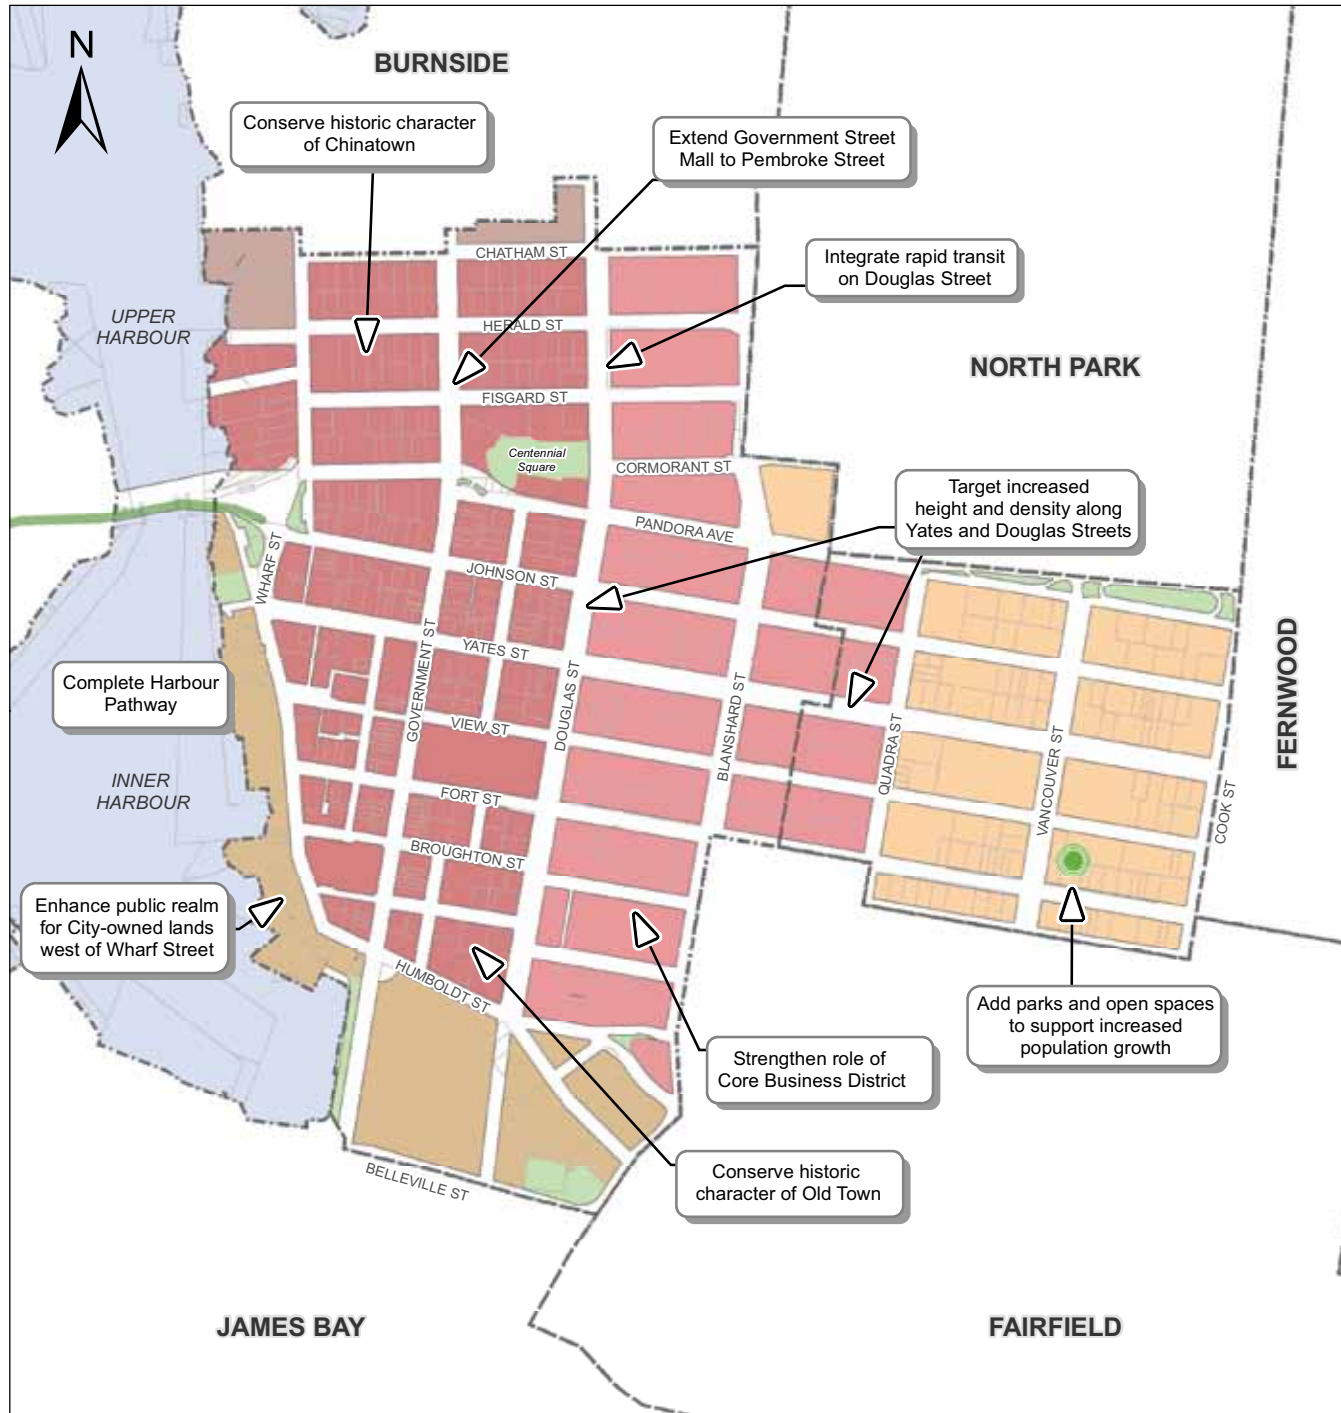 N
BURNSIDE
Conserve historic character
of Chinatown
Extend Government Street
Mall to Pembroke Street
Integrate rapid transit
on Douglas Street
CHATHAM ST
UPPER
HARBOUR
HERALD ST
NORTH PARK
FISGARD ST
Centennial
Square
CORMORANT ST
Target increased
height and density along
Yates and Douglas Streets
PANDORA AVE
WHARF ST
JOHNSON ST
GOVERNMENT ST
YATES ST
FERNWOOD
Complete Harbour
Pathway
DOUGLAS ST
BLANSHARD ST
VIEW ST
QUADRA ST
VANCOUVER ST
INNER
HARBOUR
FORT ST
COOK ST
BROUGHTON ST
Enhance public realm
for City-owned lands
west of Wharf Street
HUMBOLDT ST
Add parks and open spaces
to support increased
population growth
Strengthen role of
Core Business District
Conserve historic
character of Old Town
BELLEVILLE ST
JAMES BAY
FAIRFIELD